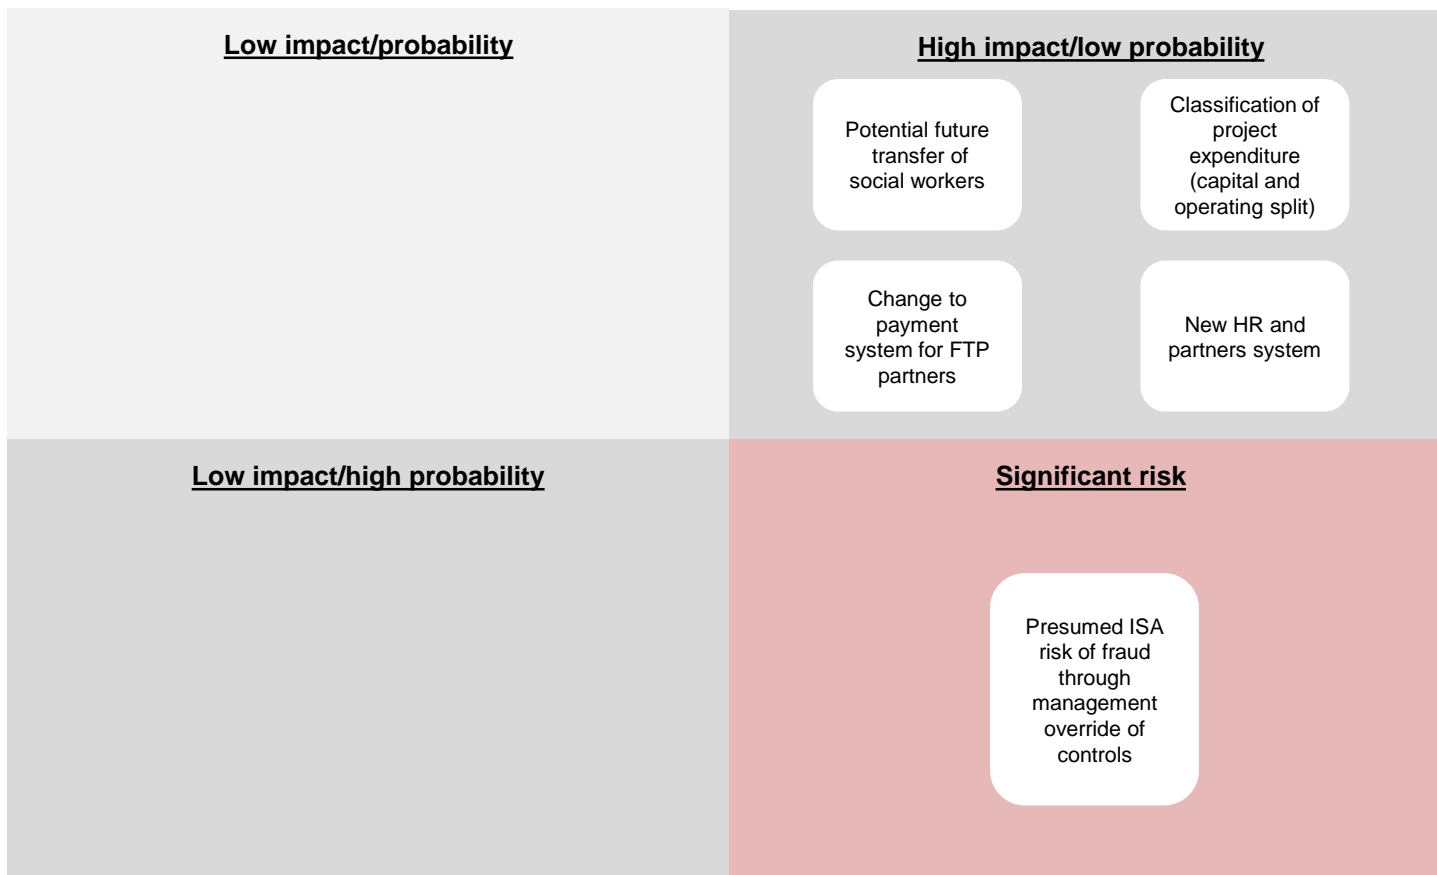 Low impact/probability
High impact/low probability
Potential future
transfer of
social workers
Classification of
project
expenditure
(capital and
operating split)
Change to
payment
system for FTP
partners
New HR and
partners system
Low impact/high probability
Significant risk
Presumed ISA
risk of fraud
through
management
override of
controls